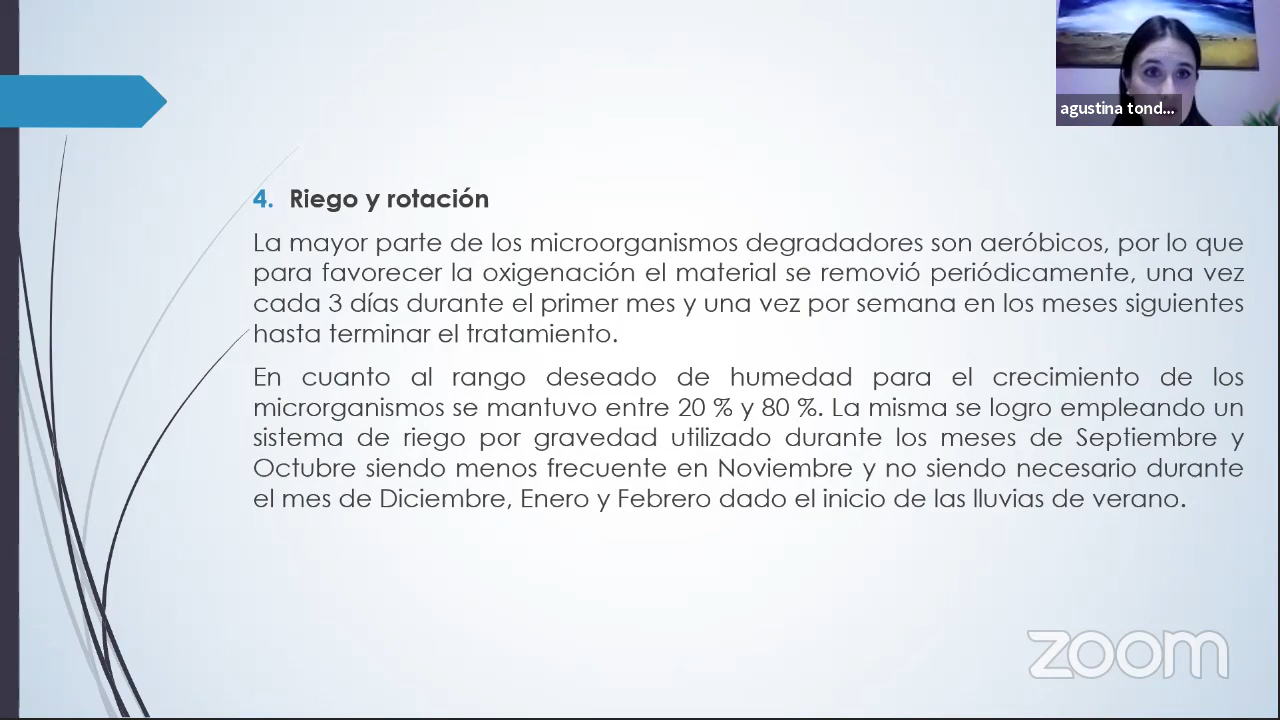 agustina tond...
4. Riego y rotación
La mayor parte de los microorganismos degradadores son aeróbicos, por lo que
para favorecer la oxigenación el material se removió periódicamente, una vez
cada 3 días durante el primer mes y una vez por semana en los meses siguientes
hasta terminar el tratamiento.
En cuanto al rango deseado de humedad para el crecimiento de los
microrganismos se mantuvo entre 20 % y 80 %. La misma se logro empleando un
sistema de riego por gravedad utilizado durante los meses de Septiembre y
Octubre siendo menos frecuente en Noviembre y no siendo necesario durante
el mes de Diciembre, Enero y Febrero dado el inicio de las lluvias de verano.
zoom